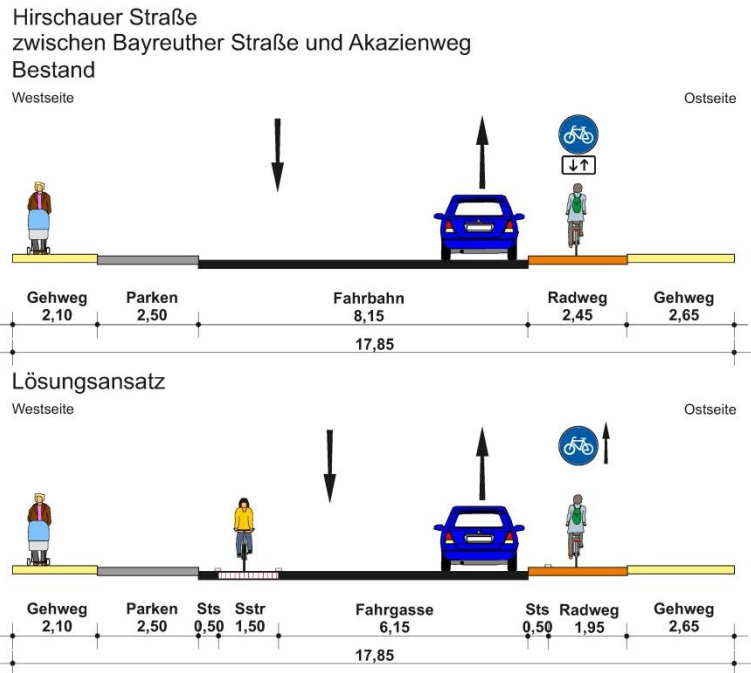 Hirschauer Straße
zwischen Bayreuther Straße und Akazienweg
Bestand
Westseite Ostseite
Gehweg Parken Fahrbahn Radweg Gehweg
2,10 2,50 8,15 2,45 2,65
17,85
Lösungsansatz
Westseite Ostseite
Gehweg Parken Sts Sstr Fahrgasse Sts Radweg Gehweg
2,10 2,50 0,50 1,50 6,15 0,50 1,95 2,65
17,85